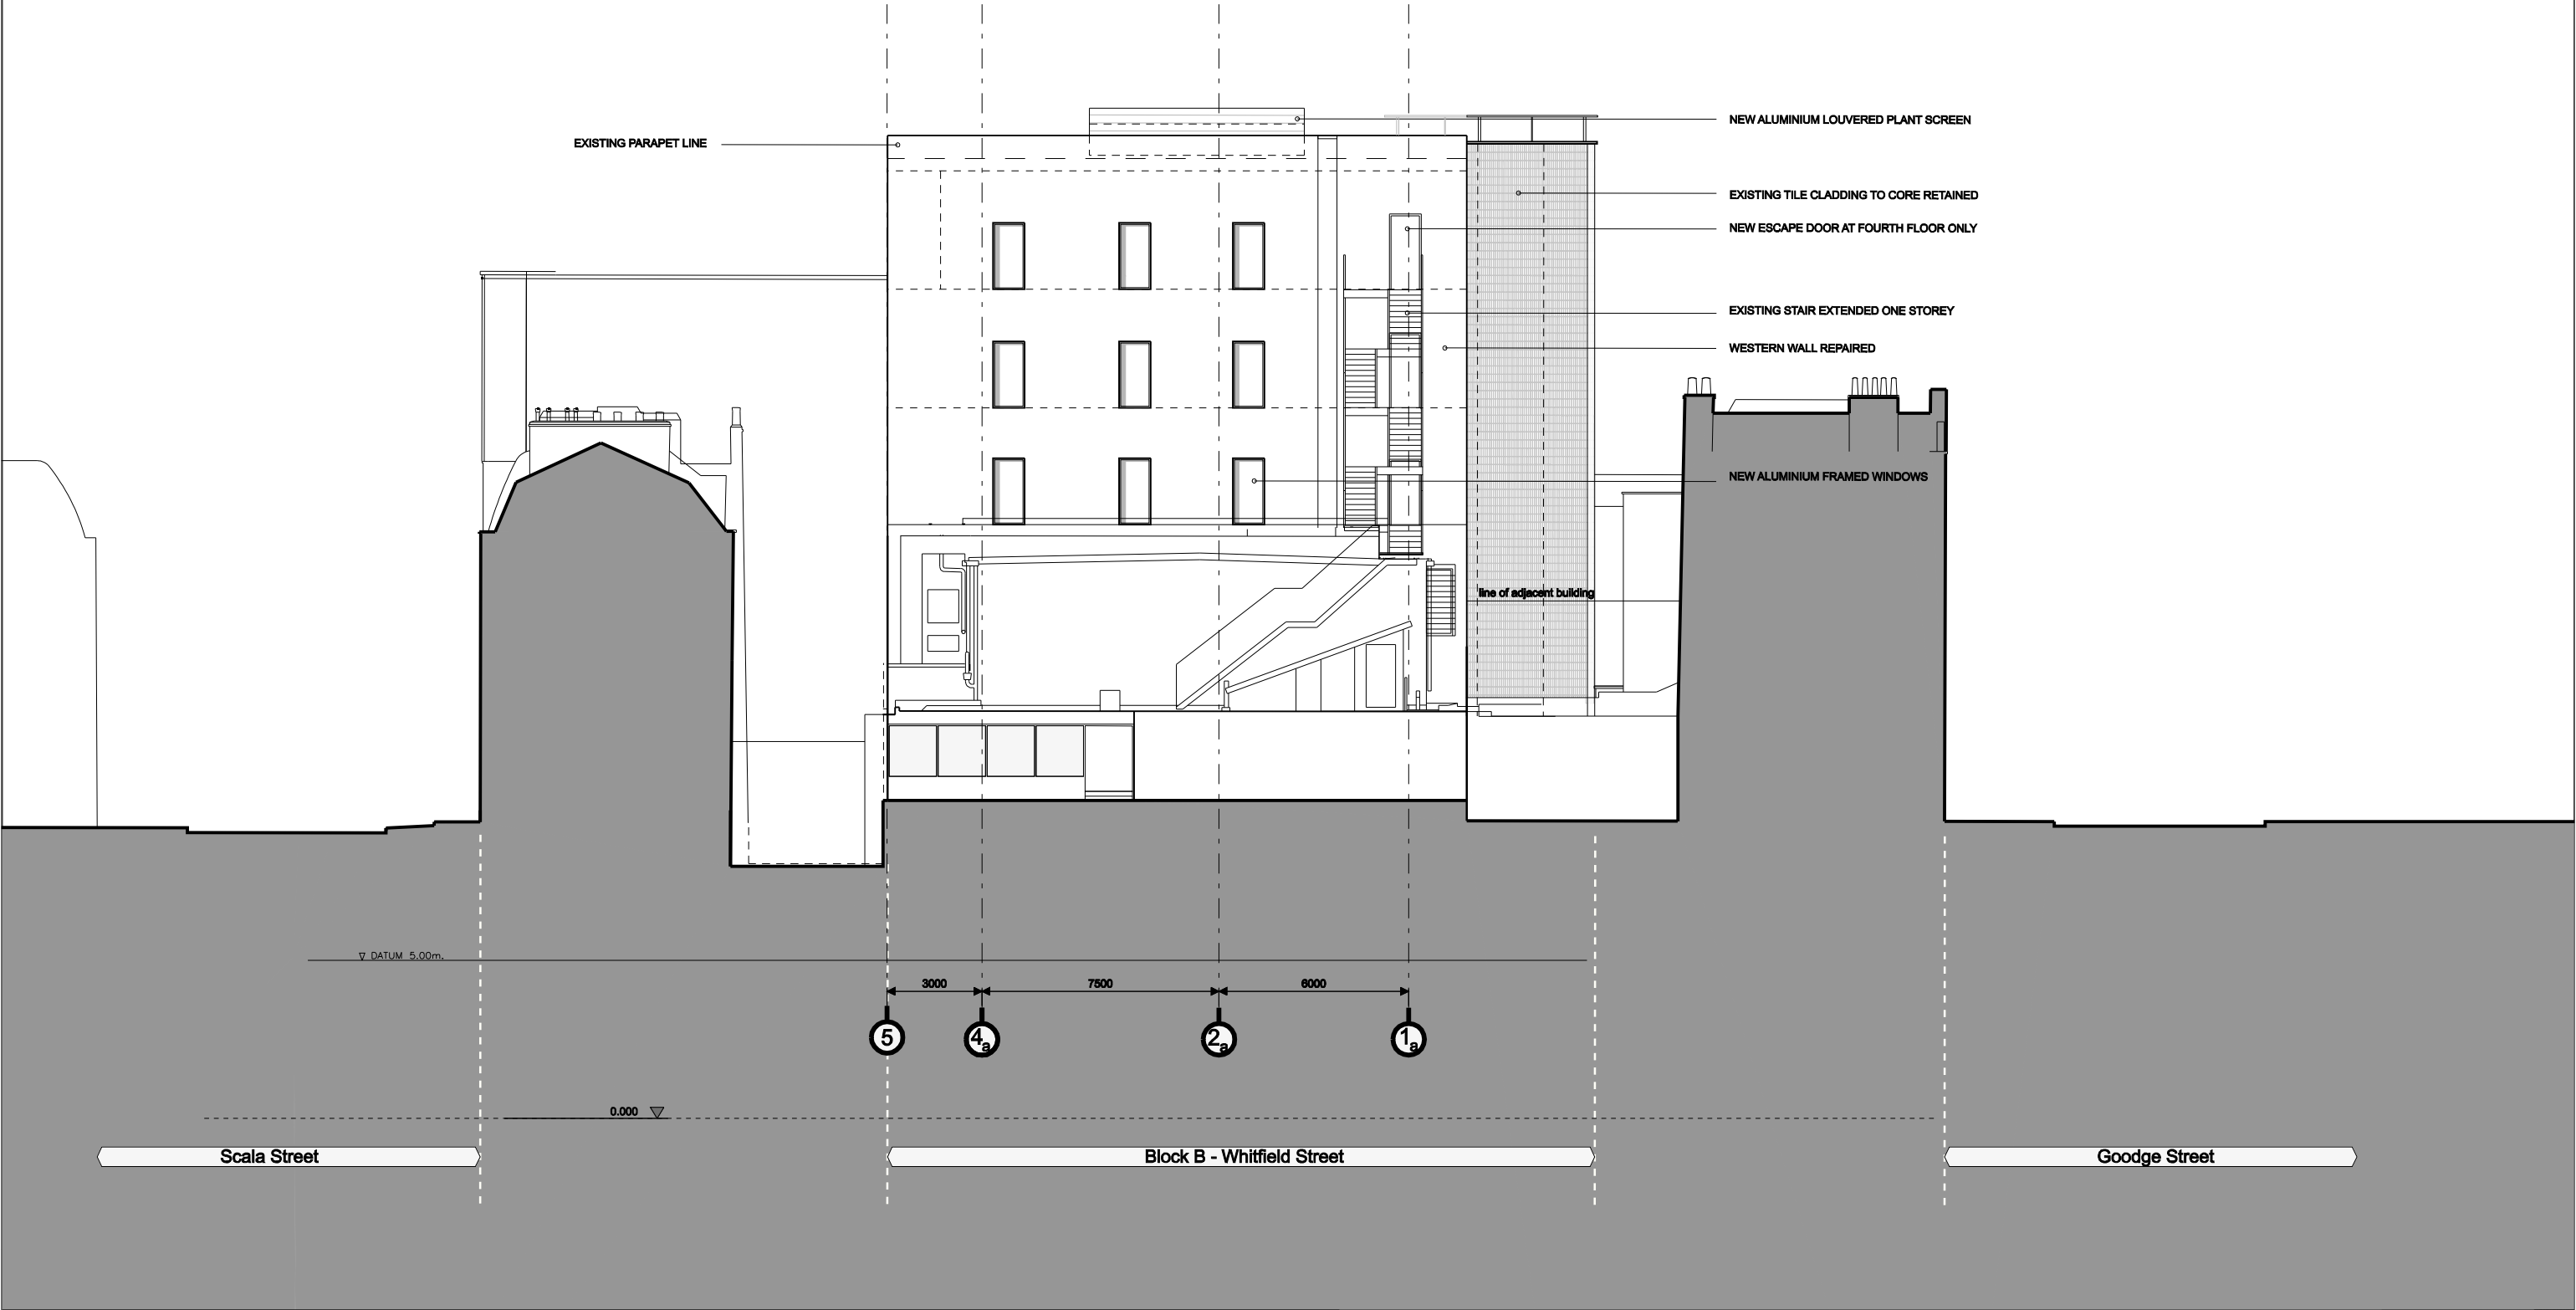 NEW ALUMINIUM LOUVERED PLANT SCREEN
EXISTING PARAPET LINE
EXISTING TILE CLADDING TO CORE RETAINED
NEW ESCAPE DOOR AT FOURTH FLOOR ONLY
EXISTING STAIR EXTENDED ONE STOREY
WESTERN WALL REPAIRED
NEW ALUMINIUM FRAMED WINDOWS
line of adjacent building
DATUM 5.00m.
3000 7500 6000
5 4a 2a 1a
0.000
Scala Street Block B - Whitfield Street Goodge Street